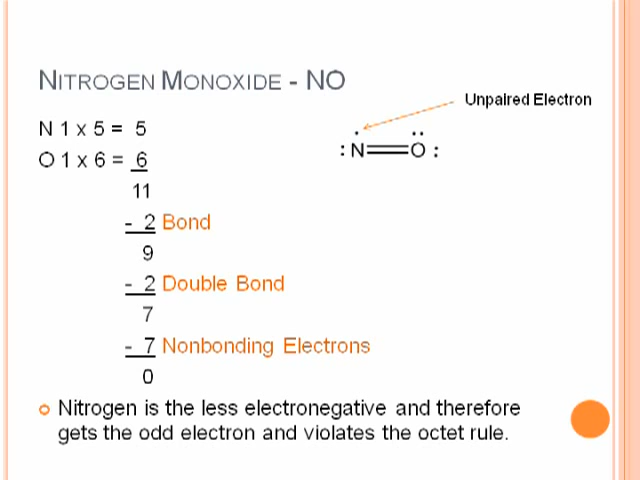 NITROGEN MONOXIDE - NO
Unpaired Electron
N 1 x 5 = 5
O 1 x 6 = 6
:N=O:
11
- 2 Bond
9
- 2 Double Bond
7
- 7 Nonbonding Electrons
0
Nitrogen is the less electronegative and therefore
gets the odd electron and violates the octet rule.